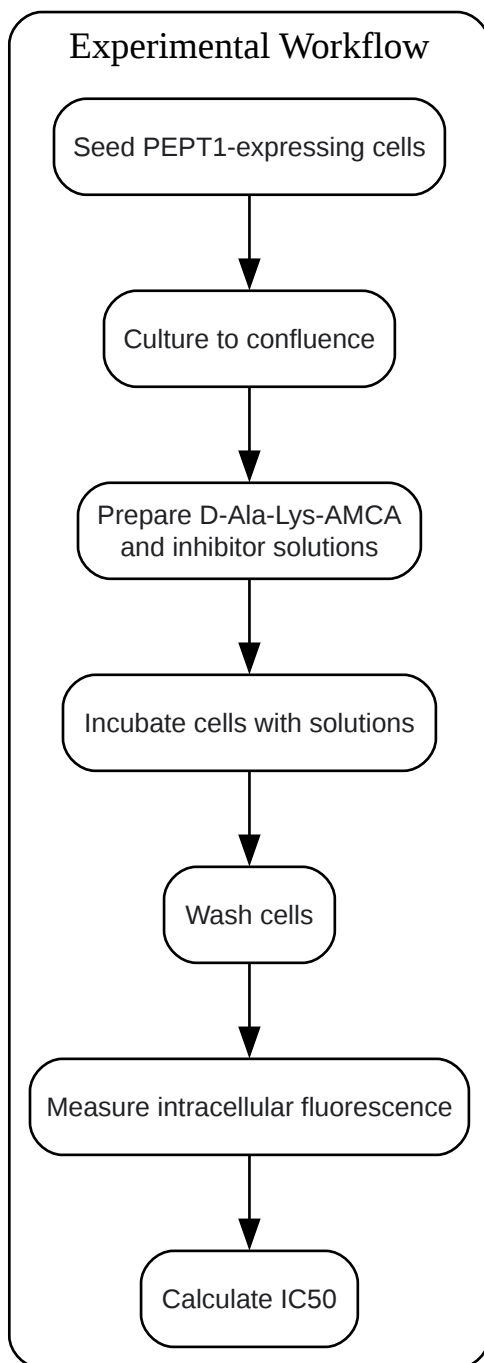 Experimental Workflow
Seed PEPT1-expressing cells
Culture to confluence
Prepare D-Ala-Lys-AMCA
and inhibitor solutions
Incubate cells with solutions
Wash cells
Measure intracellular fluorescence
Calculate IC50